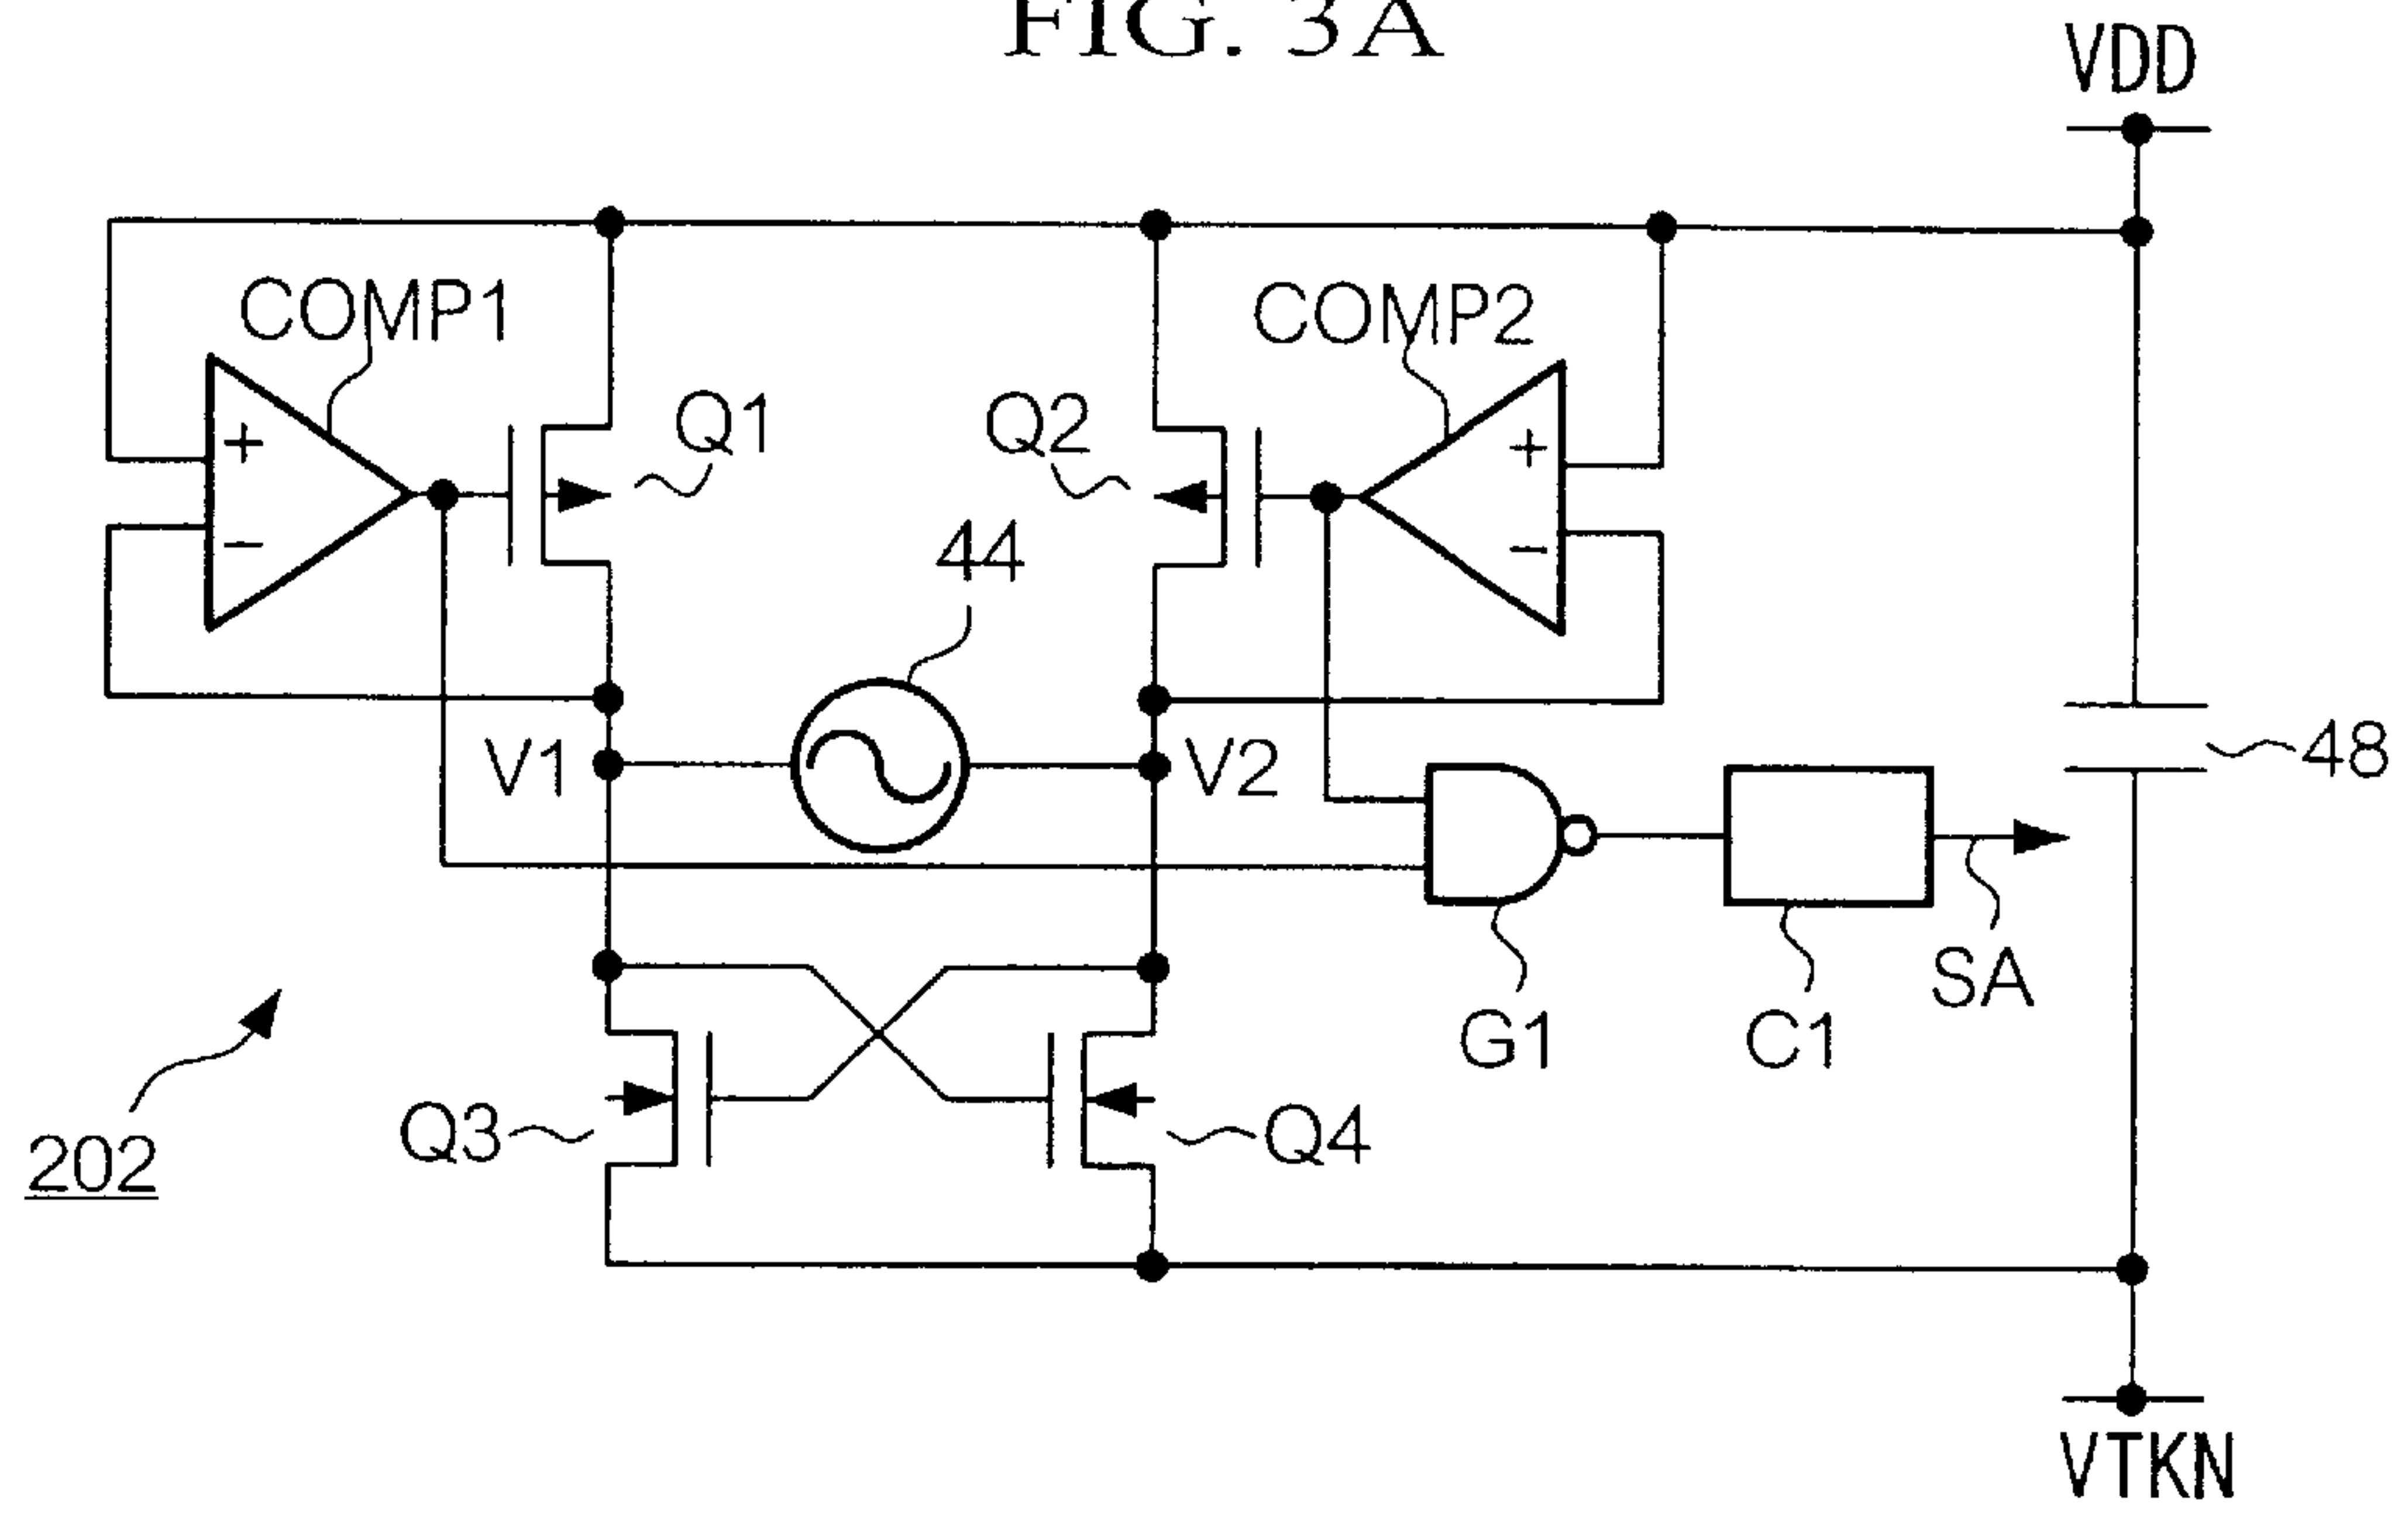 FIG. 3A
VDD
COMP1
COMP2
Q1
Q2
+
+
44
-
-
V1
V2
48
SA
G1
C1
Q3
Q4
202
VTKN